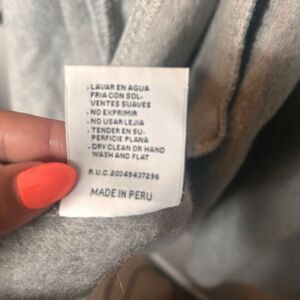 • LAVAR EN AGUA
FRIA CON SOL-
VENTES SUAVES
• NO EXPRIMIR
• NO USAR LEJIA
• TENDER EN SU-
PERFICIE PLANA
• DRY CLEAN OR HAND
WASH AND FLAT
R.U.C. 20349437296
MADE IN PERU